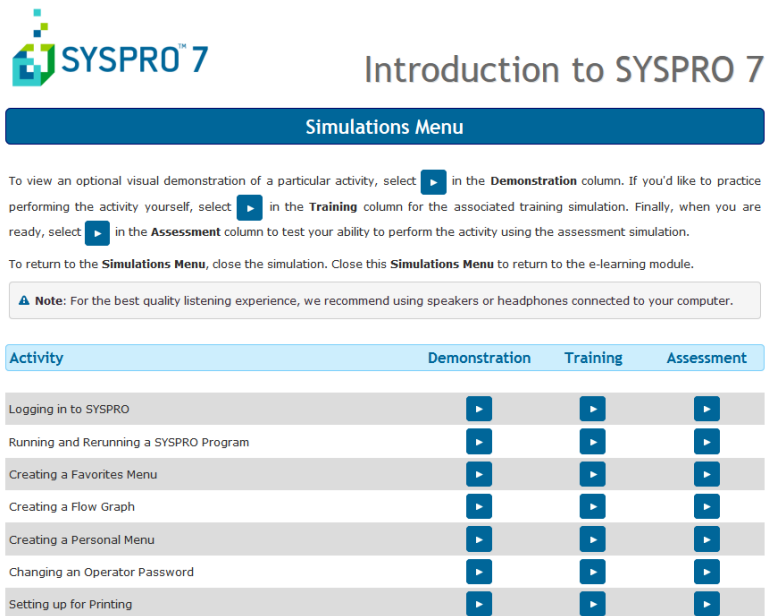 SYSPRO™ 7
Introduction to SYSPRO 7
Simulations Menu
To view an optional visual demonstration of a particular activity, select in the Demonstration column. If you'd like to practice
performing the activity yourself, select in the Training column for the associated training simulation. Finally, when you are
ready, select in the Assessment column to test your ability to perform the activity using the assessment simulation.
To return to the Simulations Menu, close the simulation. Close this Simulations Menu to return to the e-learning module.
Note: For the best quality listening experience, we recommend using speakers or headphones connected to your computer.
Activity Demonstration Training Assessment
Logging in to SYSPRO
Running and Rerunning a SYSPRO Program
Creating a Favorites Menu
Creating a Flow Graph
Creating a Personal Menu
Changing an Operator Password
Setting up for Printing